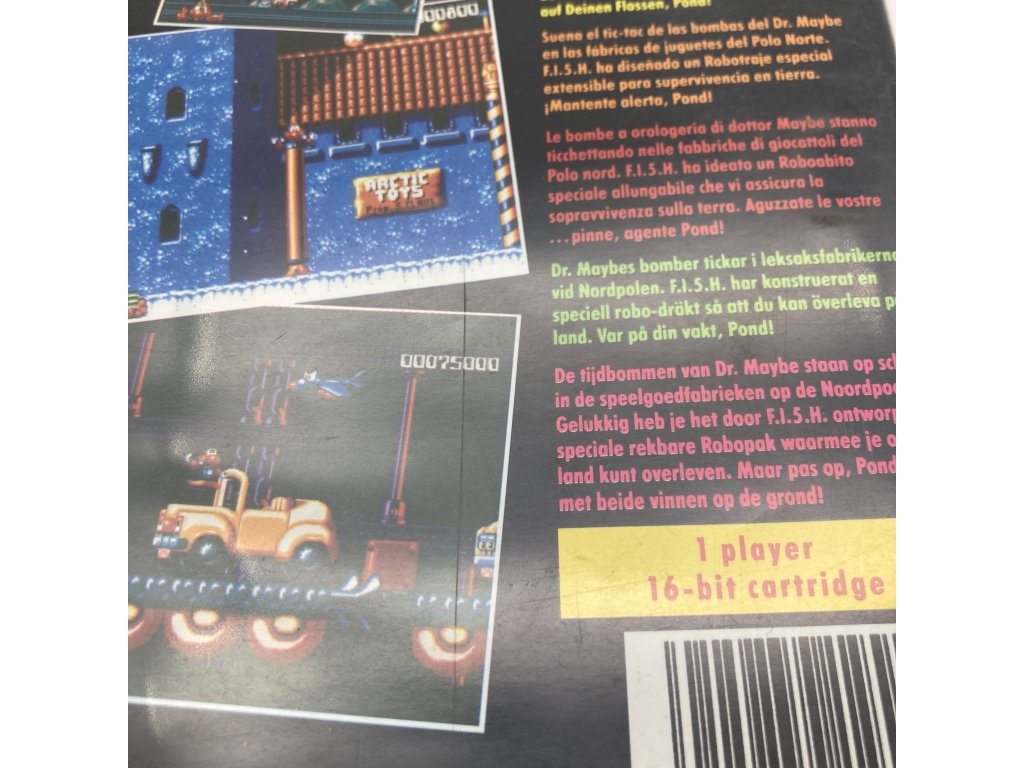 00800
ARCTIC
TOYS
00075000
auf Deinen Flossen, Pond!
Suena el tic-tac de las bombas del Dr. Maybe
en las fábricas de juguetes del Polo Norte.
F.I.S.H. ha diseñado un Robotraje especial
extensible para supervivencia en tierra.
¡Mantente alerta, Pond!
Le bombe a orologeria di dottor Maybe stanno
ticchettando nelle fabbriche di giocattoli del
Polo nord. F.I.S.H. ha ideato un Roboabito
speciale allungabile che vi assicura la
sopravvivenza sulla terra. Aguzzate le vostre
...pinne, agente Pond!
Dr. Maybes bomber tickar i leksaksfabrikerna
vid Nordpolen. F.I.S.H. har konstruerat en
speciell robo-dräkt så att du kan överleva p
land. Var på din vakt, Pond!
De tijdbommen van Dr. Maybe staan op sc
in de speelgoedfabrieken op de Noordpo
Gelukkig heb je het door F.I.S.H. ontworp
speciale rekbare Robopak waarmee je o
land kunt overleven. Maar pas op, Pond
met beide vinnen op de grond!
1 player
16-bit cartridge